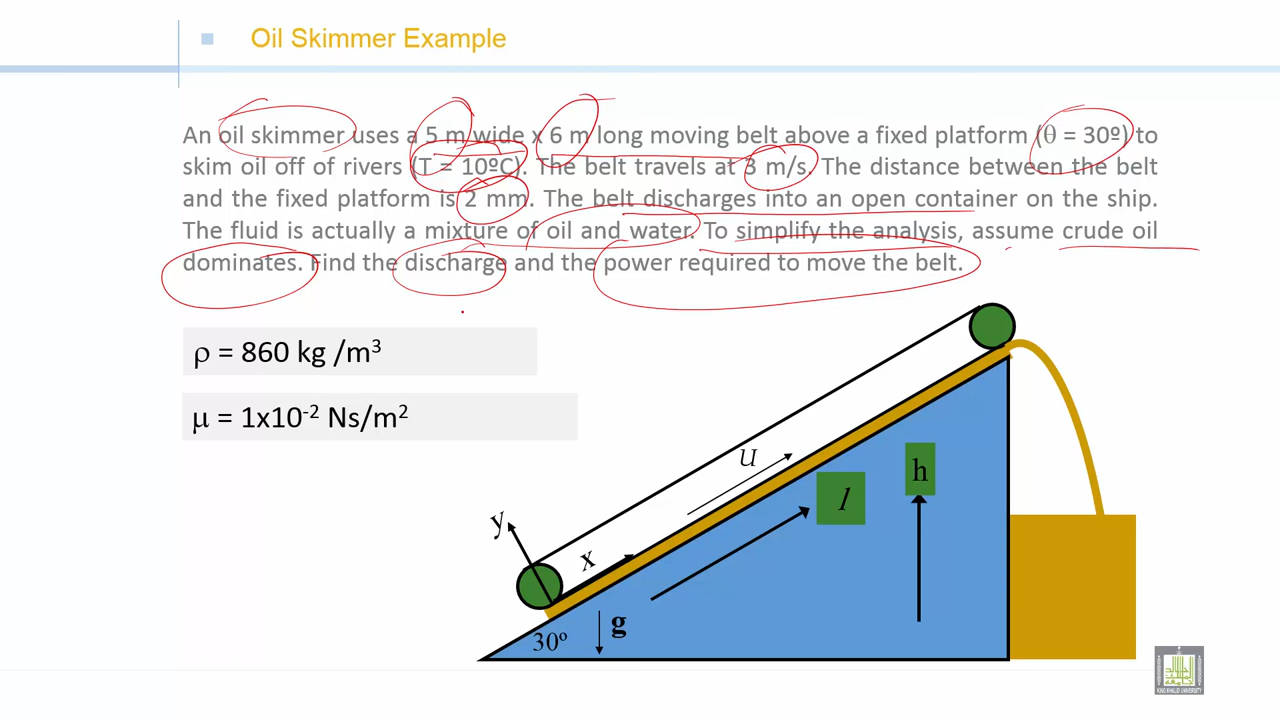 Oil Skimmer Example
An oil skimmer uses a 5 m wide x 6 m long moving belt above a fixed platform (θ = 30º) to
skim oil off of rivers (T = 10ºC). The belt travels at 3 m/s. The distance between the belt
and the fixed platform is 2 mm. The belt discharges into an open container on the ship.
The fluid is actually a mixture of oil and water. To simplify the analysis, assume crude oil
dominates. Find the discharge and the power required to move the belt.
ρ = 860 kg /m³
μ = 1x10⁻² Ns/m²
U
h
l
y
x
g
30º
KING KHALID UNIVERSITY